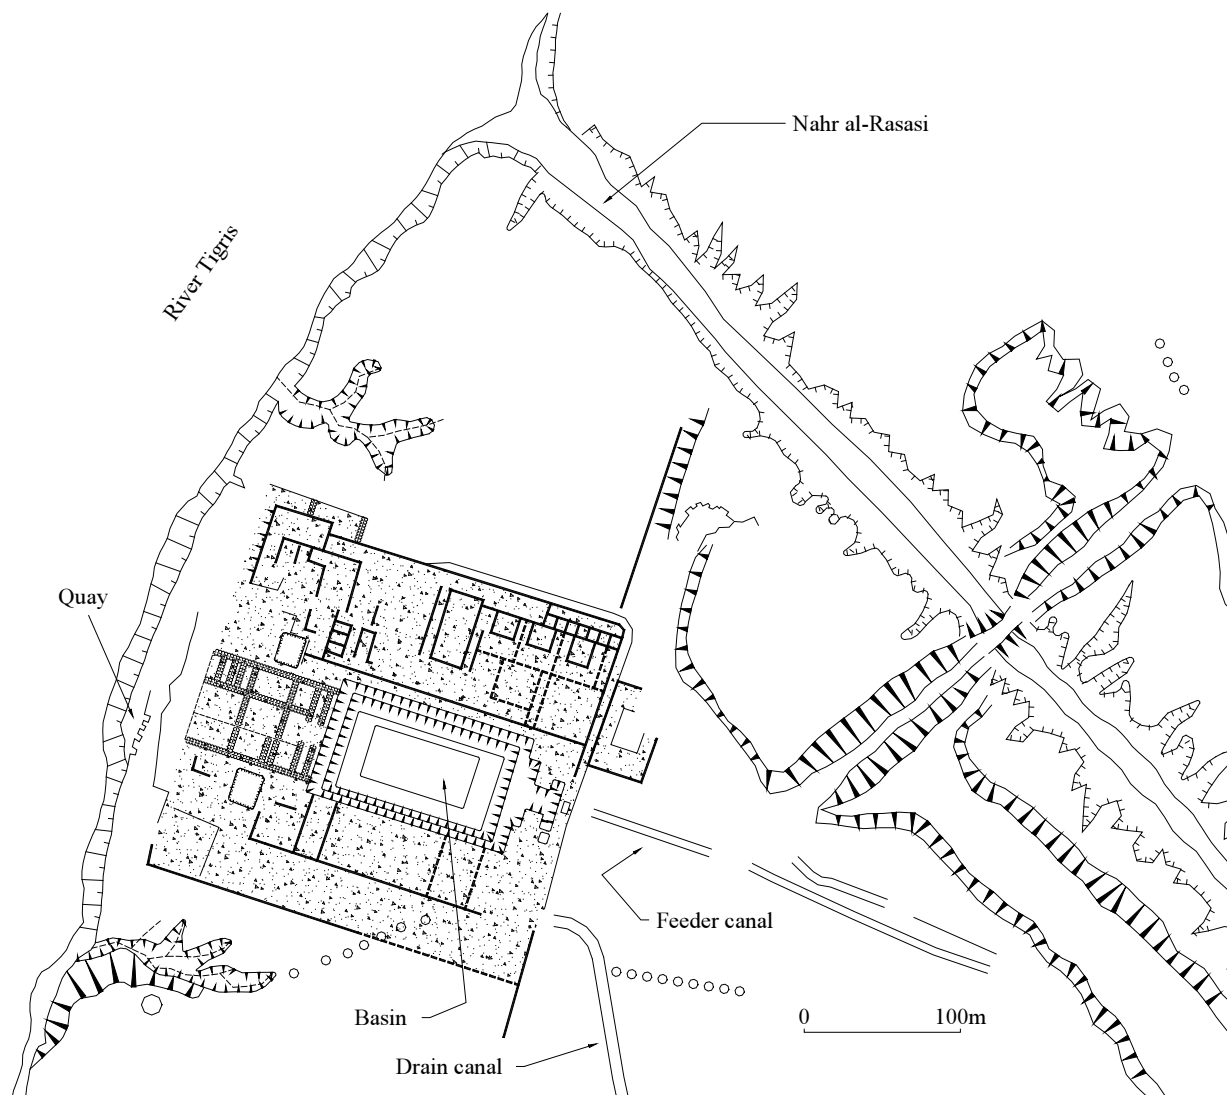 Nahr al-Rasasi
River Tigris
Quay
Feeder canal
Basin
0 100m
Drain canal